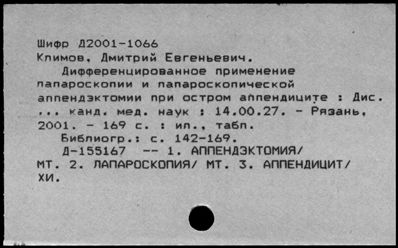 Шифр Д2001-1066
Климов, Дмитрий Евгеньевич.
Дифференцированное применение
лапароскопии и лапароскопической
аппендэктомии при остром аппендиците : Дис.
... канд. мед. наук : 14.00.27. - Рязань,
2001. - 169 с. : ил., табл.
Библиогр.: с. 142-169.
Д-155167 -- 1. АППЕНДЭКТОМИЯ/
МТ. 2. ЛАПАРОСКОПИЯ/ МТ. 3. АППЕНДИЦИТ/
ХИ.